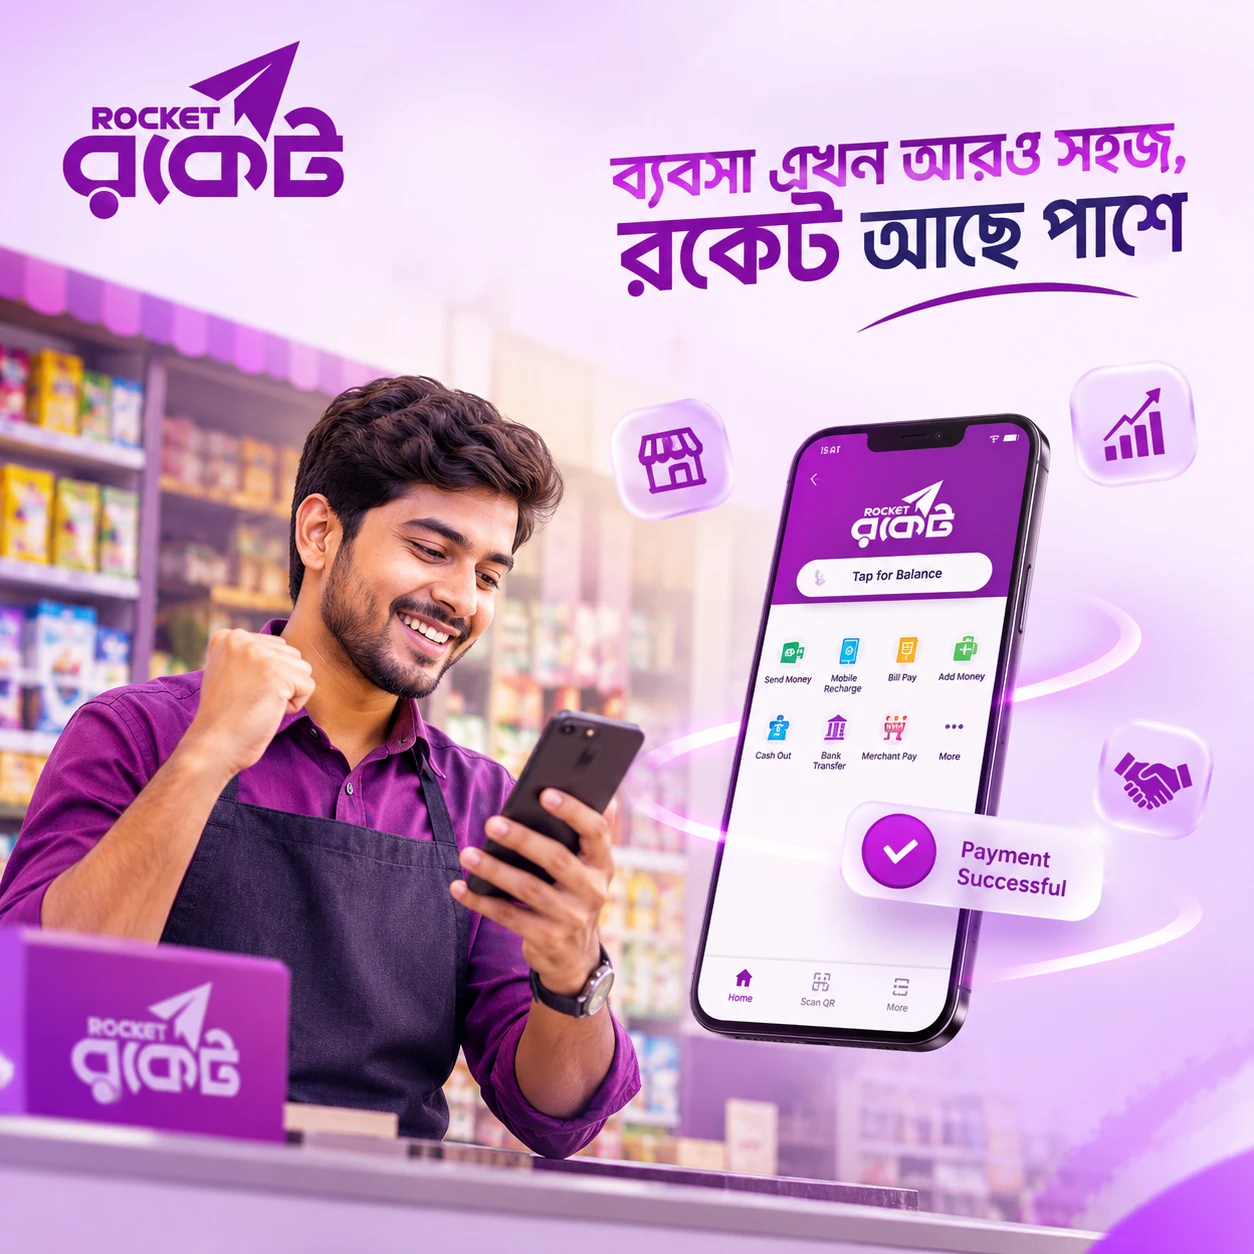 ROCKET
রকেট
ব্যবসা এখন আরও সহজ,
রকেট আছে পাশে
ROCKET
রকেট
Tap for Balance
Send Money
Mobile
Recharge
Bill Pay
Add Money
Cash Out
Bank
Transfer
Merchant Pay
More
Payment
Successful
Home
Scan QR
More
ROCKET
রকেট